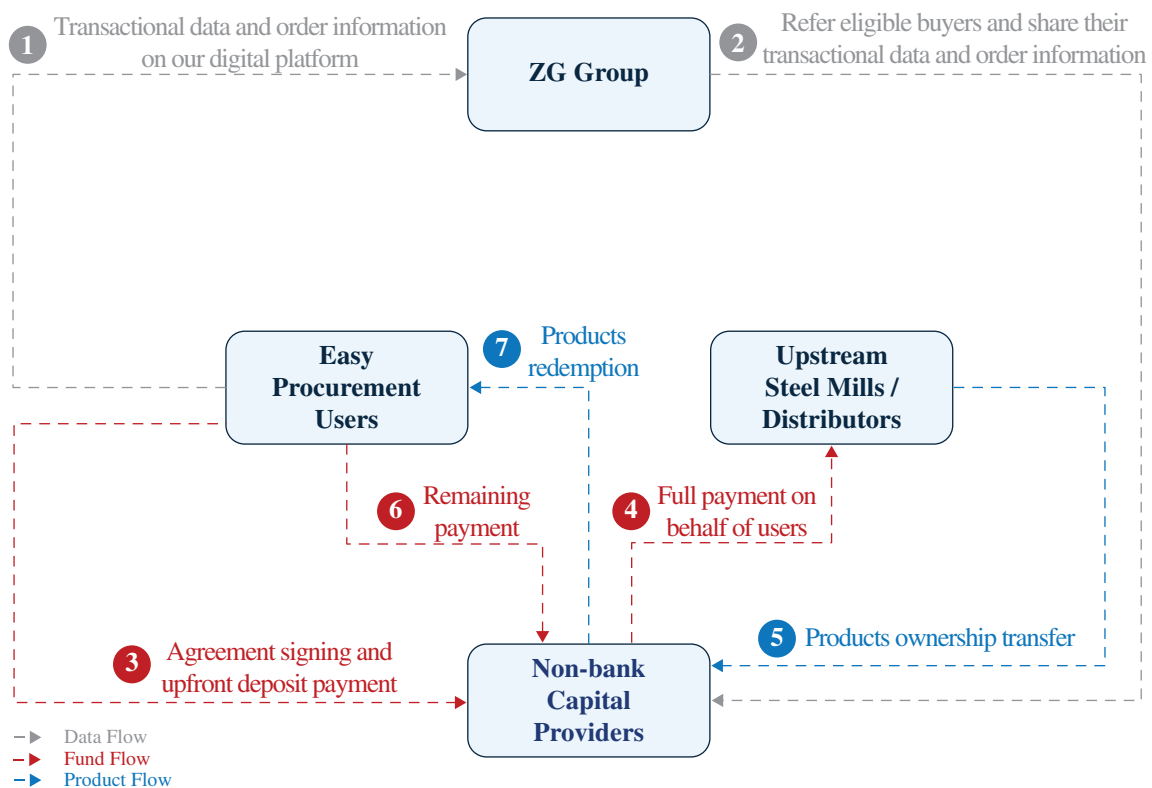 1
Transactional data and order information
on our digital platform
ZG Group
2
Refer eligible buyers and share their
transactional data and order information
Easy
Procurement
Users
7
Products
redemption
Upstream
Steel Mills /
Distributors
6
Remaining
payment
4
Full payment on
behalf of users
3
Agreement signing and
upfront deposit payment
Non-bank
Capital
Providers
5
Products ownership transfer
Data Flow
Fund Flow
Product Flow